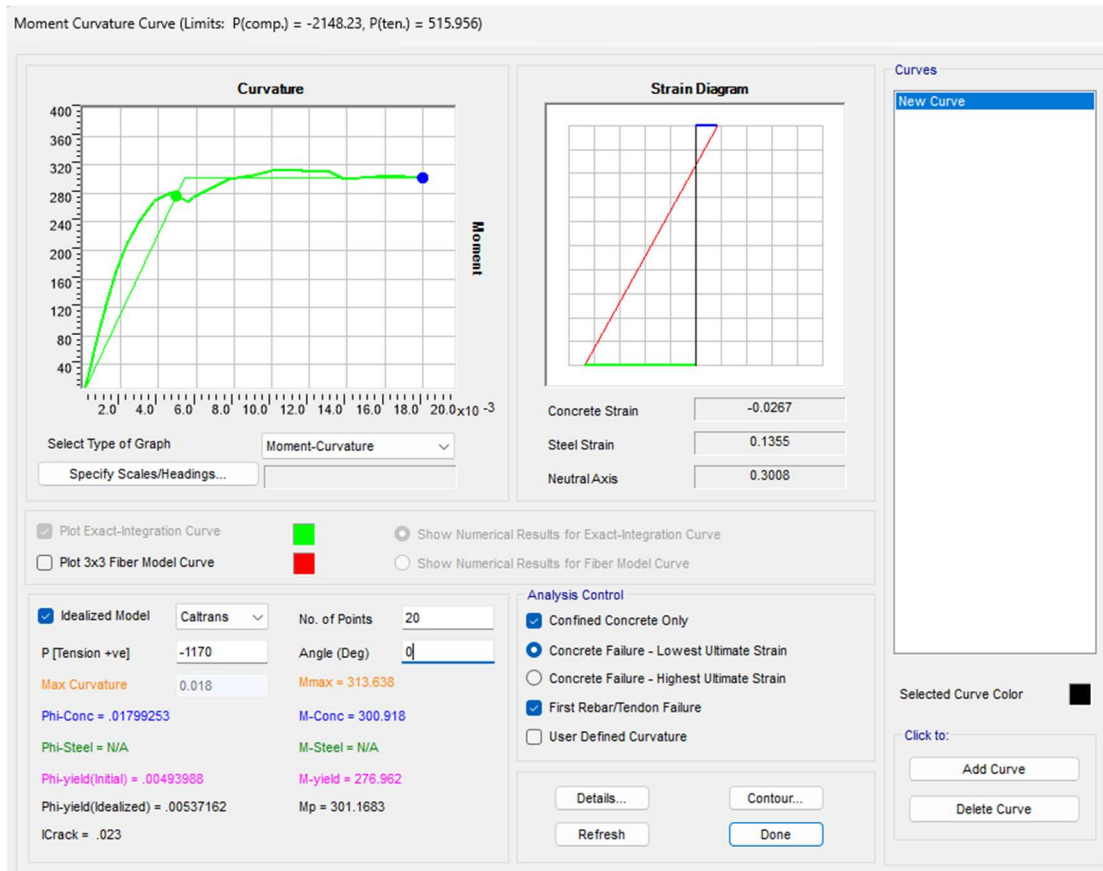 Moment Curvature Curve (Limits: P(comp.) = -2148.23, P(ten.) = 515.956)
Curvature
400
360
320
280
240
200
160
120
80
40
2.0 4.0 6.0 8.0 10.0 12.0 14.0 16.0 18.0 20.0 x10 -3
Moment
Select Type of Graph Moment-Curvature
Specify Scales/Headings...
Strain Diagram
Concrete Strain -0.0267
Steel Strain 0.1355
Neutral Axis 0.3008
Curves
New Curve
Plot Exact-Integration Curve Show Numerical Results for Exact-Integration Curve
Plot 3x3 Fiber Model Curve Show Numerical Results for Fiber Model Curve
Idealized Model Caltrans No. of Points 20
P [Tension +ve] -1170 Angle (Deg) 0
Max Curvature 0.018 Mmax = 313.638
Phi-Conc = .01799253 M-Conc = 300.918
Phi-Steel = N/A M-Steel = N/A
Phi-yield(Initial) = .00493988 M-yield = 276.962
Phi-yield(Idealized) = .00537162 Mp = 301.1683
ICrack = .023
Analysis Control
Confined Concrete Only
Concrete Failure - Lowest Ultimate Strain
Concrete Failure - Highest Ultimate Strain
First Rebar/Tendon Failure
User Defined Curvature
Details... Contour...
Refresh Done
Selected Curve Color
Click to:
Add Curve
Delete Curve